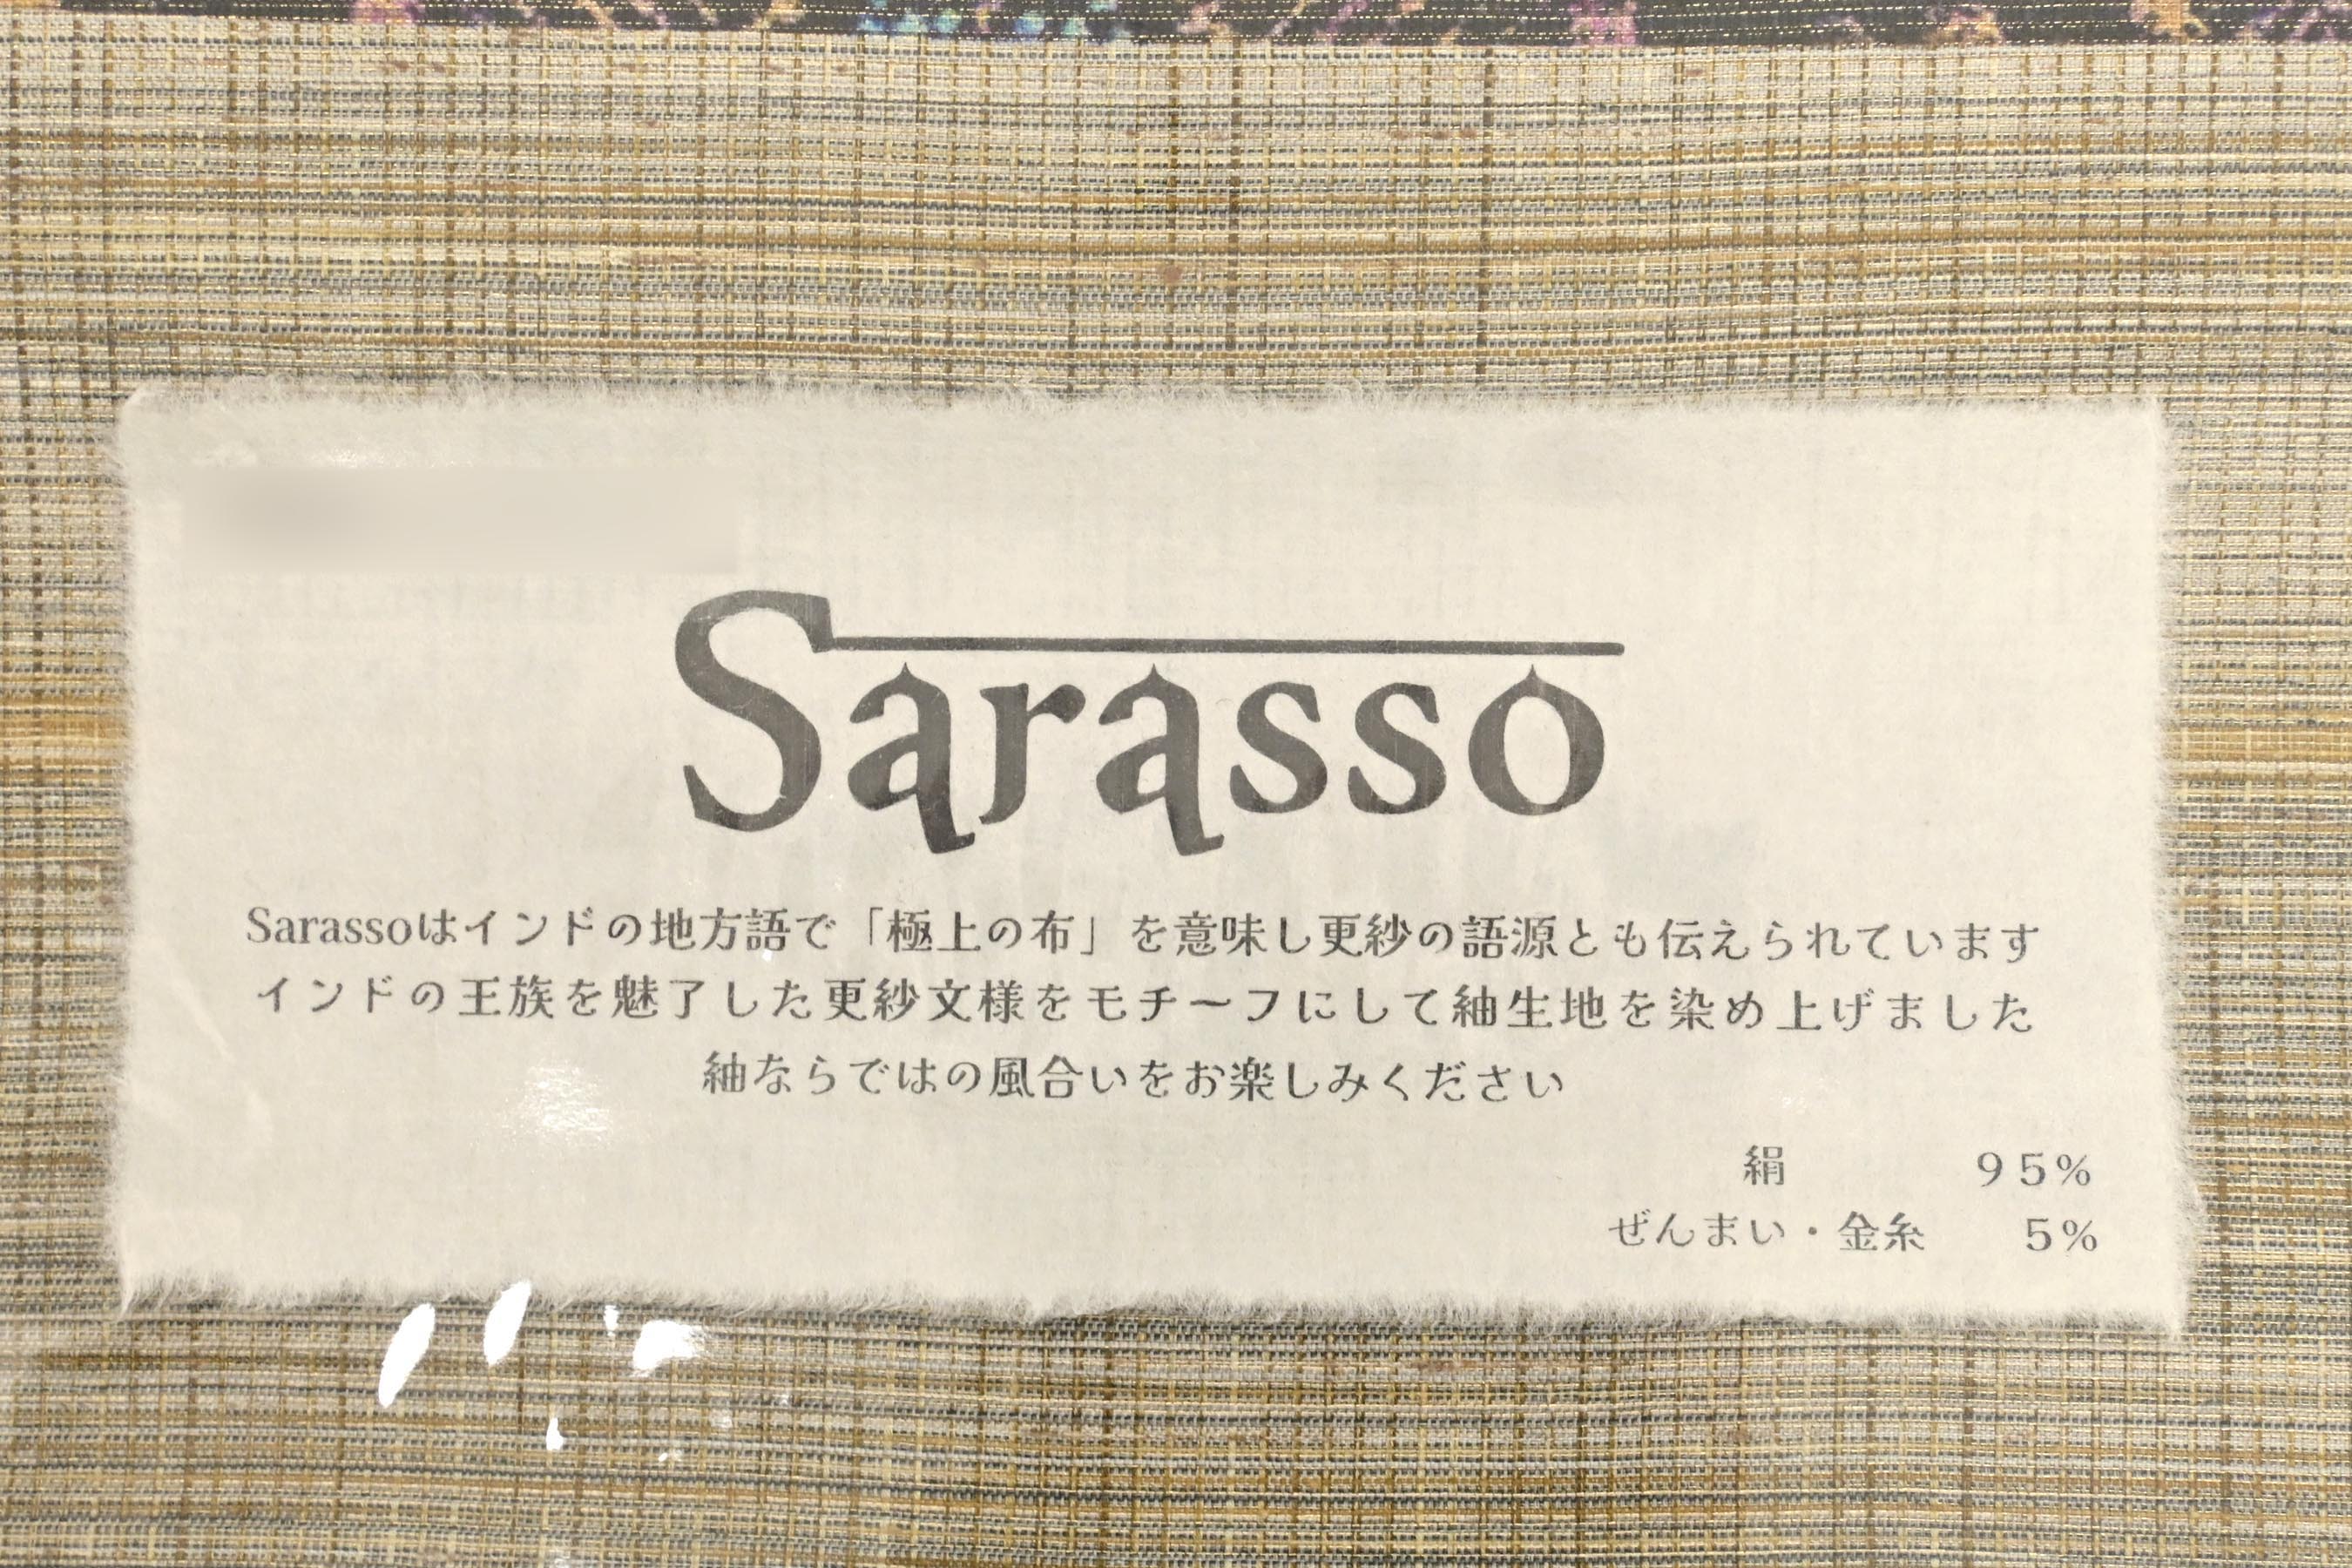 Sarasso
Sarassoはインドの地方語で「極上の布」を意味し更紗の語源とも伝えられています
インドの王族を魅了した更紗文様をモチーフにして紬生地を染め上げました
紬ならではの風合いをお楽しみください
絹 95%
ぜんまい・金糸 5%